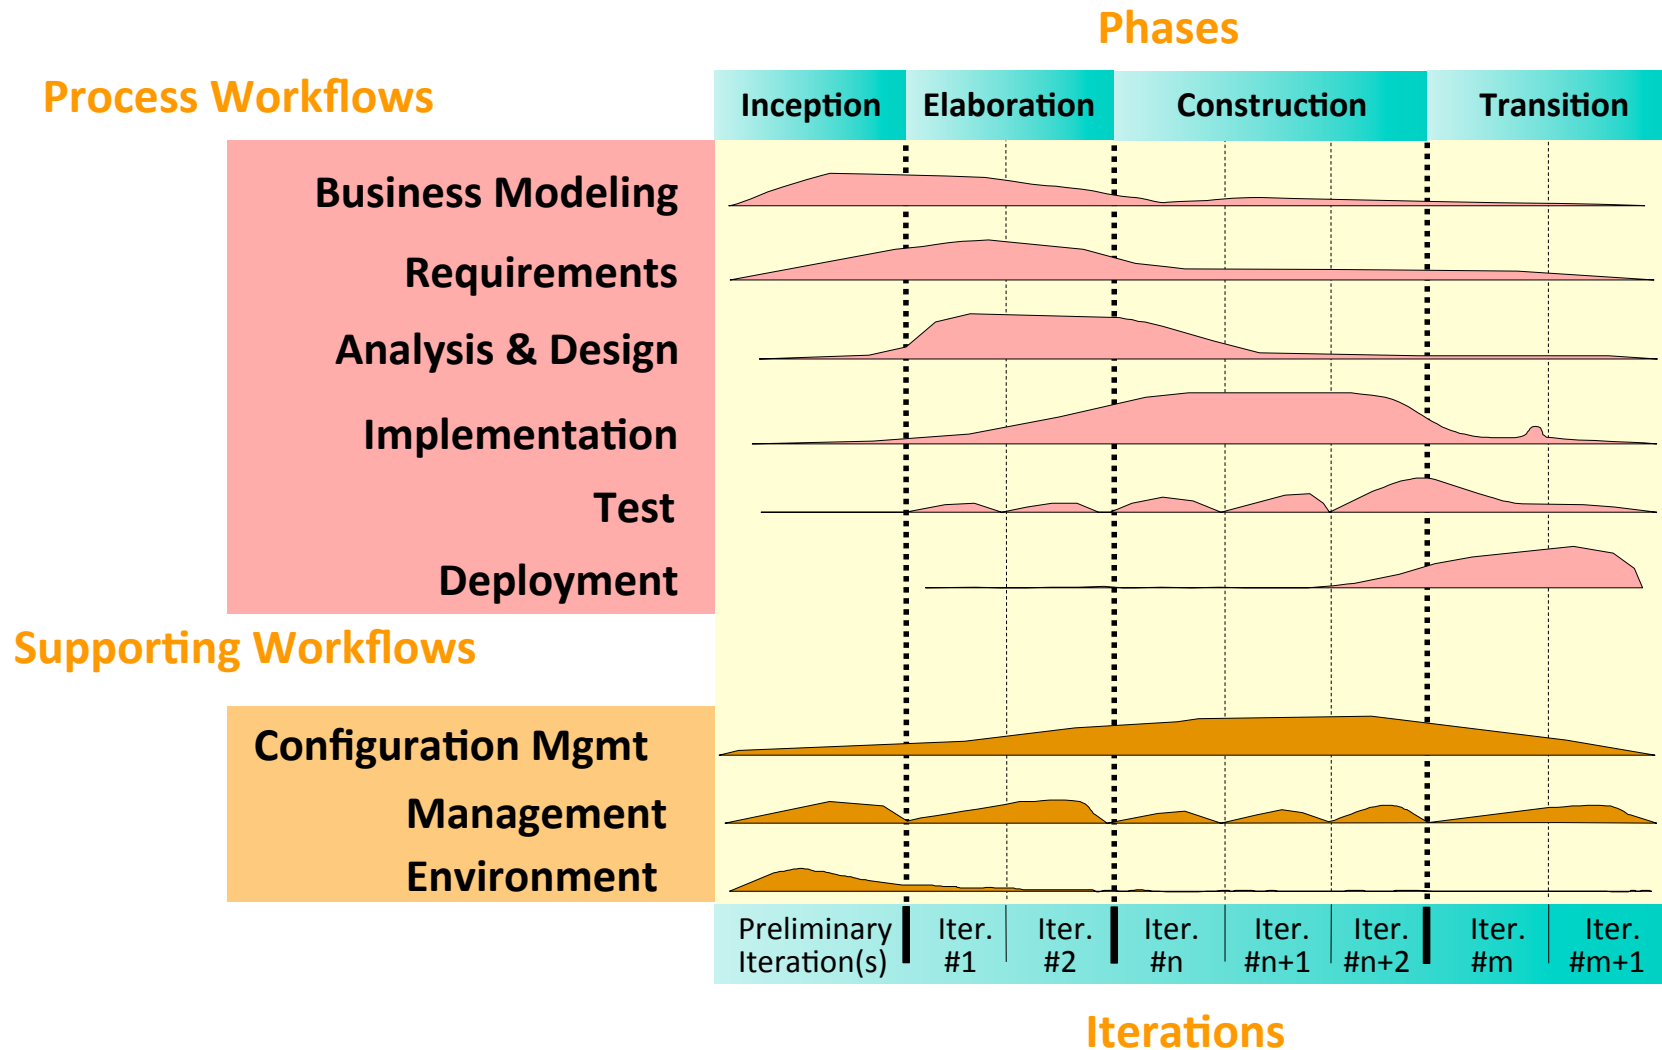 Phases
Process Workflows
Inception Elaboration Construction Transition
Business Modeling
Requirements
Analysis & Design
Implementation
Test
Deployment
Supporting Workflows
Configuration Mgmt
Management
Environment
Preliminary Iter. Iter. Iter. Iter. Iter. Iter. Iter.
Iteration(s) #1 #2 #n #n+1 #n+2 #m #m+1
Iterations